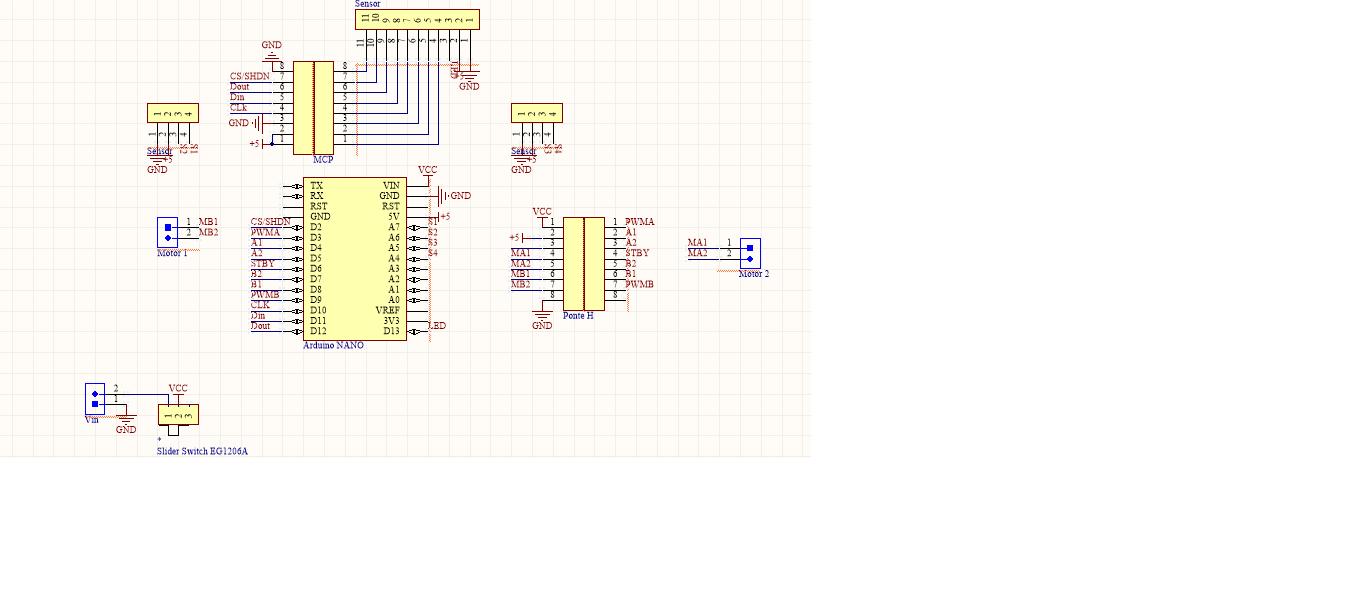 Sensor
11 10 9 8 7 6 5 4 3 2 1
11 10 9 8 7 6 5 4 3 2 1
GND
LED
+5
GND
8 8
CS/SHDN 7 7
Dout 6 6
Din 5 5
CLk 4 4
GND 3 3
2 2
+5 1 1
MCP
1 2 3 4
1 2 3 4
Sensor
S2 S1
+5
GND
1 2 3 4
1 2 3 4
Sensor
S3 S4
+5
GND
VCC
TX VIN
RX GND GND
RST RST
GND 5V +5
CS/SHDN D2 A7 S1
PWMA D3 A6 S2
A1 D4 A5 S3
A2 D5 A4 S4
STBY D6 A3
B2 D7 A2
B1 D8 A1
PWMB D9 A0
CLK D10 VREF
Din D11 3V3
Dout D12 D13 LED
Arduino NANO
1 MB1
2 MB2
Motor 1
VCC
1 1 PWMA
2 2 A1
+5 3 3 A2
MA1 4 4 STBY
MA2 5 5 B2
MB1 6 6 B1
MB2 7 7 PWMB
8 8
GND
Ponte H
MA1 1
MA2 2
Motor 2
2
1
Vin
GND
VCC
1 2 3
*
Slider Switch EG1206A